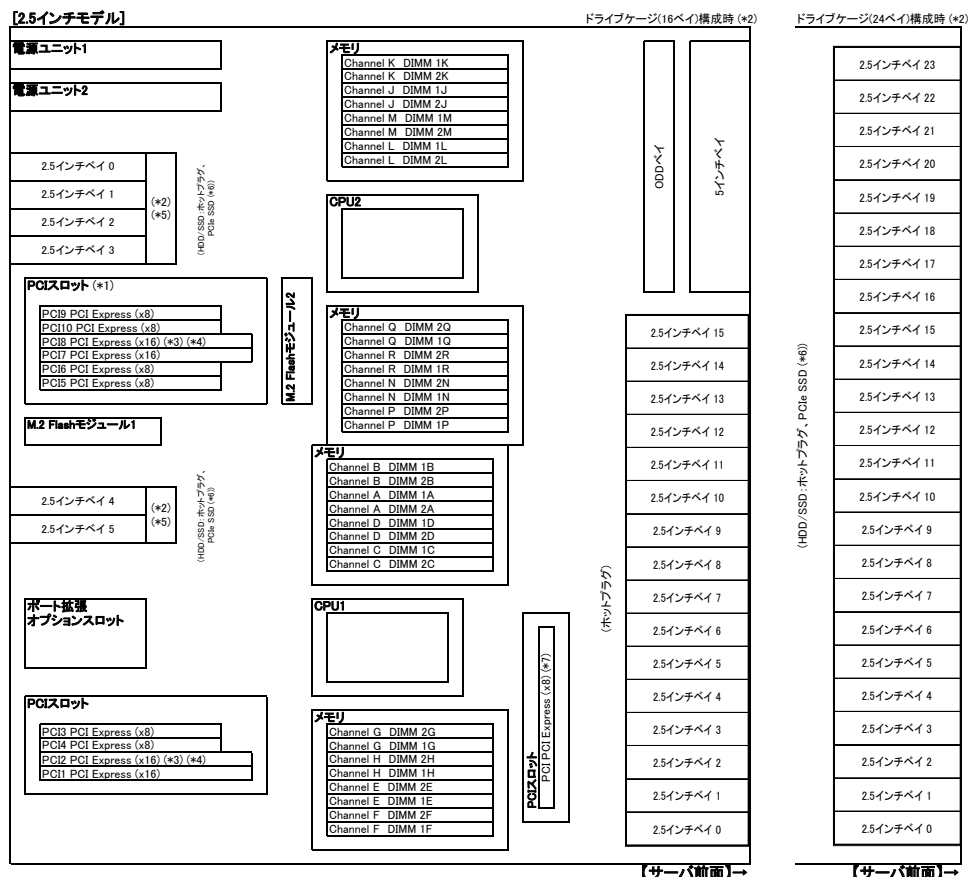 [2.5インチモデル]
ドライブケージ(16ベイ)構成時 (*2)
ドライブケージ(24ベイ)構成時 (*2)
電源ユニット1
電源ユニット2
2.5インチベイ 0
2.5インチベイ 1
2.5インチベイ 2
2.5インチベイ 3
(*2)
(*5)
(HDD/SSD:ホットプラグ、
PCIe SSD (*6))
PCIスロット (*1)
PCI9 PCI Express (x8)
PCI10 PCI Express (x8)
PCI8 PCI Express (x16) (*3) (*4)
PCI7 PCI Express (x16)
PCI6 PCI Express (x8)
PCI5 PCI Express (x8)
M.2 Flashモジュール2
M.2 Flashモジュール1
2.5インチベイ 4
2.5インチベイ 5
(*2)
(*5)
(HDD/SSD:ホットプラグ、
PCIe SSD (*6))
ポート拡張
オプションスロット
PCIスロット
PCI3 PCI Express (x8)
PCI4 PCI Express (x8)
PCI2 PCI Express (x16) (*3) (*4)
PCI1 PCI Express (x16)
メモリ
Channel K DIMM 1K
Channel K DIMM 2K
Channel J DIMM 1J
Channel J DIMM 2J
Channel M DIMM 1M
Channel M DIMM 2M
Channel L DIMM 1L
Channel L DIMM 2L
CPU2
メモリ
Channel Q DIMM 2Q
Channel Q DIMM 1Q
Channel R DIMM 2R
Channel R DIMM 1R
Channel N DIMM 2N
Channel N DIMM 1N
Channel P DIMM 2P
Channel P DIMM 1P
メモリ
Channel B DIMM 1B
Channel B DIMM 2B
Channel A DIMM 1A
Channel A DIMM 2A
Channel D DIMM 1D
Channel D DIMM 2D
Channel C DIMM 1C
Channel C DIMM 2C
CPU1
メモリ
Channel G DIMM 2G
Channel G DIMM 1G
Channel H DIMM 2H
Channel H DIMM 1H
Channel E DIMM 2E
Channel E DIMM 1E
Channel F DIMM 2F
Channel F DIMM 1F
PCIスロット
PCI PCI Express (x8) (*7)
ODDベイ
5インチベイ
(ホットプラグ)
2.5インチベイ 15
2.5インチベイ 14
2.5インチベイ 13
2.5インチベイ 12
2.5インチベイ 11
2.5インチベイ 10
2.5インチベイ 9
2.5インチベイ 8
2.5インチベイ 7
2.5インチベイ 6
2.5インチベイ 5
2.5インチベイ 4
2.5インチベイ 3
2.5インチベイ 2
2.5インチベイ 1
2.5インチベイ 0
【サーバ前面】→
(HDD/SSD:ホットプラグ、PCIe SSD (*6))
2.5インチベイ 23
2.5インチベイ 22
2.5インチベイ 21
2.5インチベイ 20
2.5インチベイ 19
2.5インチベイ 18
2.5インチベイ 17
2.5インチベイ 16
2.5インチベイ 15
2.5インチベイ 14
2.5インチベイ 13
2.5インチベイ 12
2.5インチベイ 11
2.5インチベイ 10
2.5インチベイ 9
2.5インチベイ 8
2.5インチベイ 7
2.5インチベイ 6
2.5インチベイ 5
2.5インチベイ 4
2.5インチベイ 3
2.5インチベイ 2
2.5インチベイ 1
2.5インチベイ 0
【サーバ前面】→